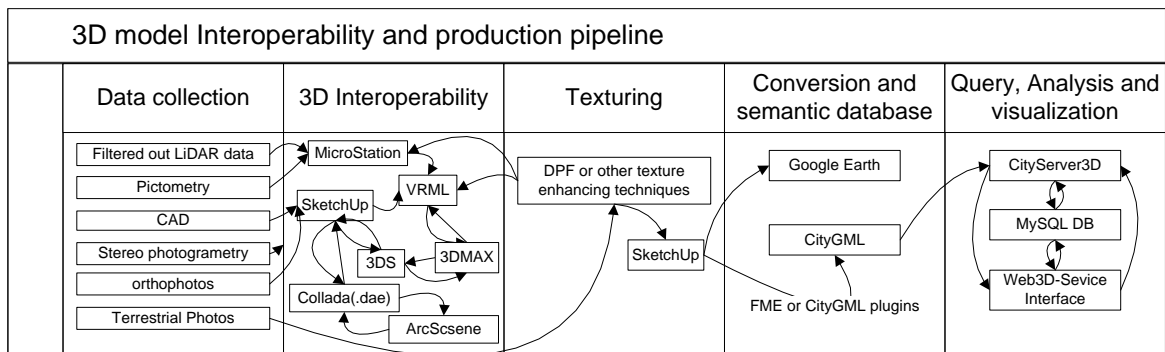 3D model Interoperability and production pipeline
Data collection
3D Interoperability
Texturing
Conversion and
semantic database
Query, Analysis and
visualization
Filtered out LiDAR data
Pictometry
CAD
Stereo photogrametry
orthophotos
Terrestrial Photos
MicroStation
VRML
SketchUp
3DS
3DMAX
Collada(.dae)
ArcScsene
DPF or other texture
enhancing techniques
SketchUp
Google Earth
CityGML
FME or CityGML plugins
CityServer3D
MySQL DB
Web3D-Sevice
Interface